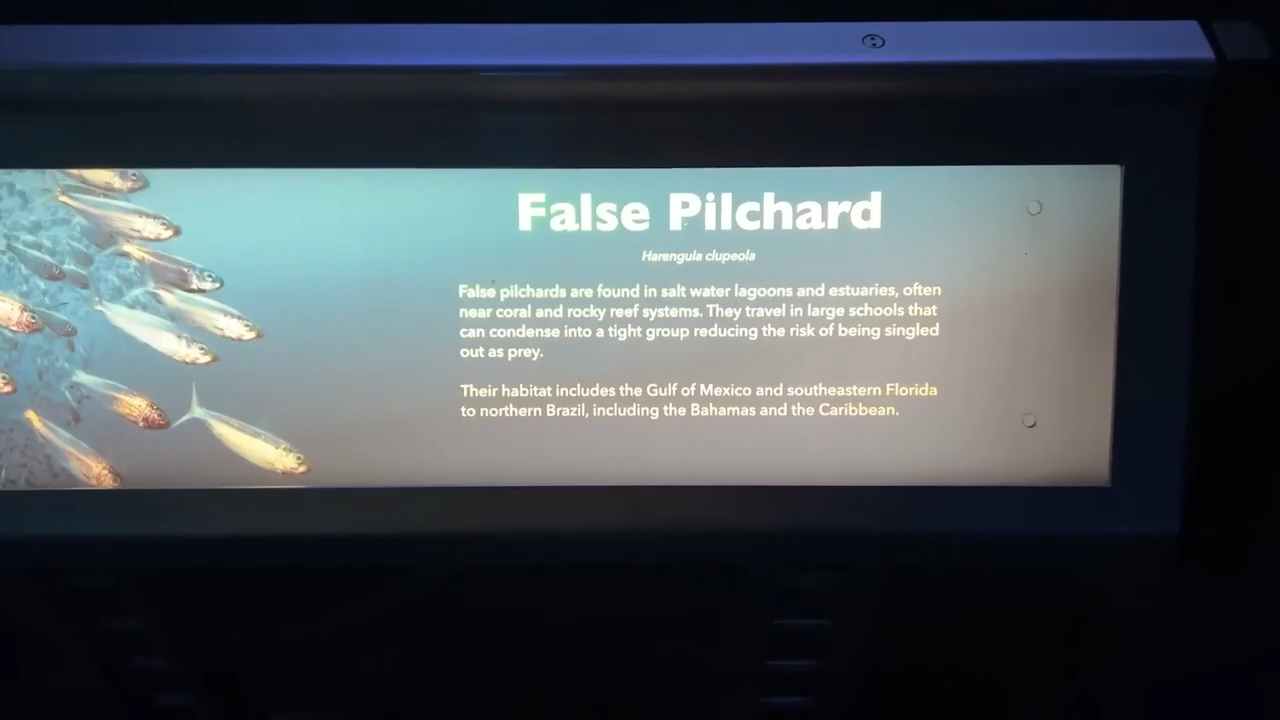 False Pilchard
Harengula clupeola
False pilchards are found in salt water lagoons and estuaries, often
near coral and rocky reef systems. They travel in large schools that
can condense into a tight group reducing the risk of being singled
out as prey.
Their habitat includes the Gulf of Mexico and southeastern Florida
to northern Brazil, including the Bahamas and the Caribbean.